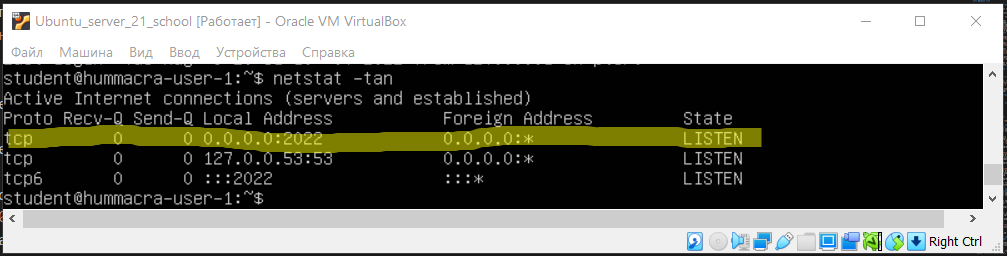 Ubuntu_server_21_school [Работает] - Oracle VM VirtualBox
Файл Машина Вид Ввод Устройства Справка
student@hummacra-user-1:~$ netstat -tan
Active Internet connections (servers and established)
Proto Recv-Q Send-Q Local Address Foreign Address State
tcp 0 0 0.0.0.0:2022 0.0.0.0:* LISTEN
tcp 0 0 127.0.0.53:53 0.0.0.0:* LISTEN
tcp6 0 0 :::2022 :::* LISTEN
student@hummacra-user-1:~$
Right Ctrl